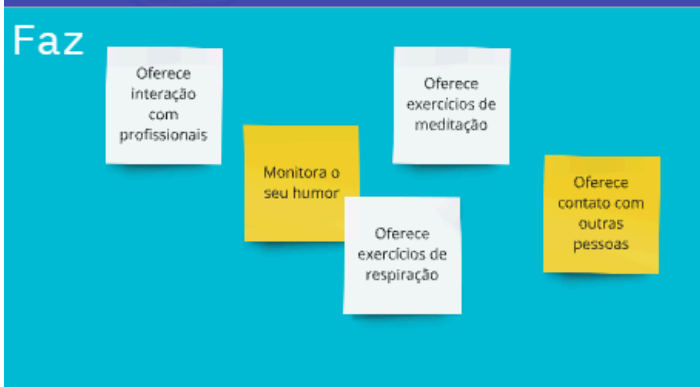 Faz
Oferece
interação
com
profissionais
Oferece
exercícios de
meditação
Monitora o
seu humor
Oferece
contato com
outras
pessoas
Oferece
exercícios de
respiração